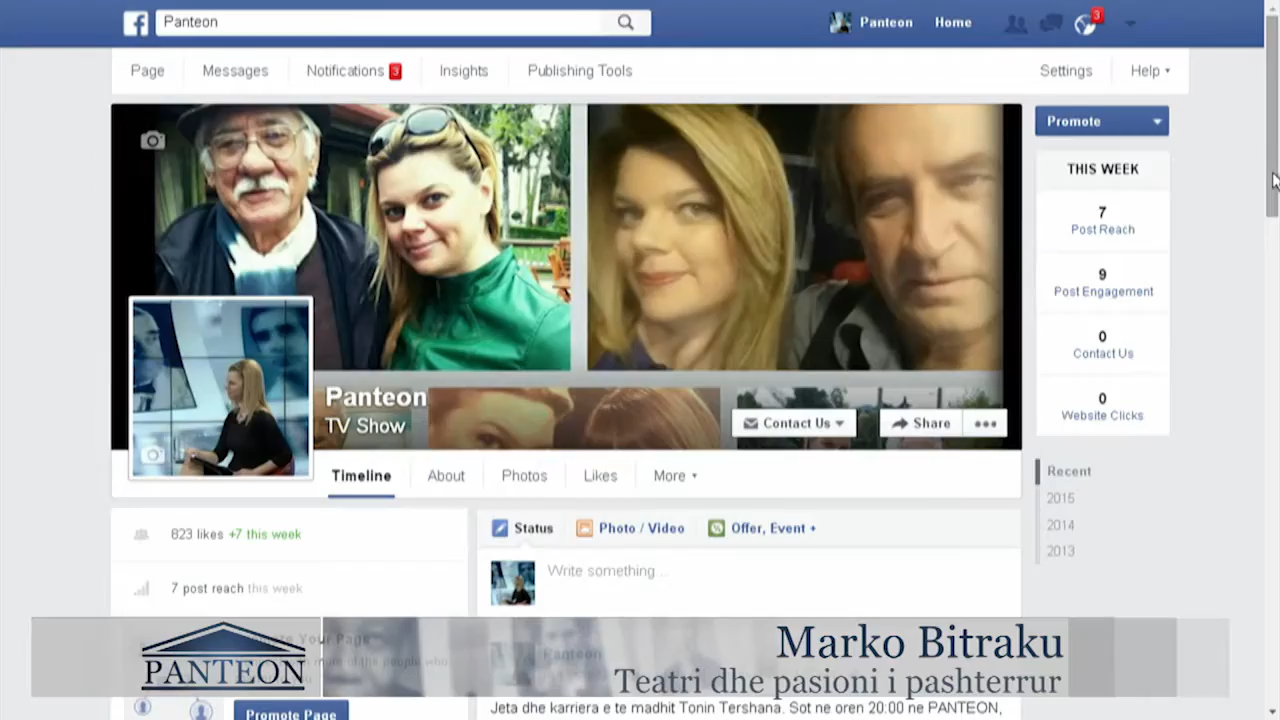 Panteon
Panteon
Home
3
Page
Messages
Notifications 3
Insights
Publishing Tools
Settings
Help
Promote
THIS WEEK
7
Post Reach
9
Post Engagement
0
Contact Us
0
Website Clicks
Panteon
TV Show
Contact Us
Share
Timeline
About
Photos
Likes
More
Recent
2015
2014
2013
823 likes +7 this week
7 post reach this week
Status
Photo / Video
Offer, Event +
Write something...
PANTEON
Marko Bitraku
Teatri dhe pasioni i pashterrur
Panteon
Promote Page
Jeta dhe karriera e te madhit Tonin Tershana. Sot ne oren 20:00 ne PANTEON,